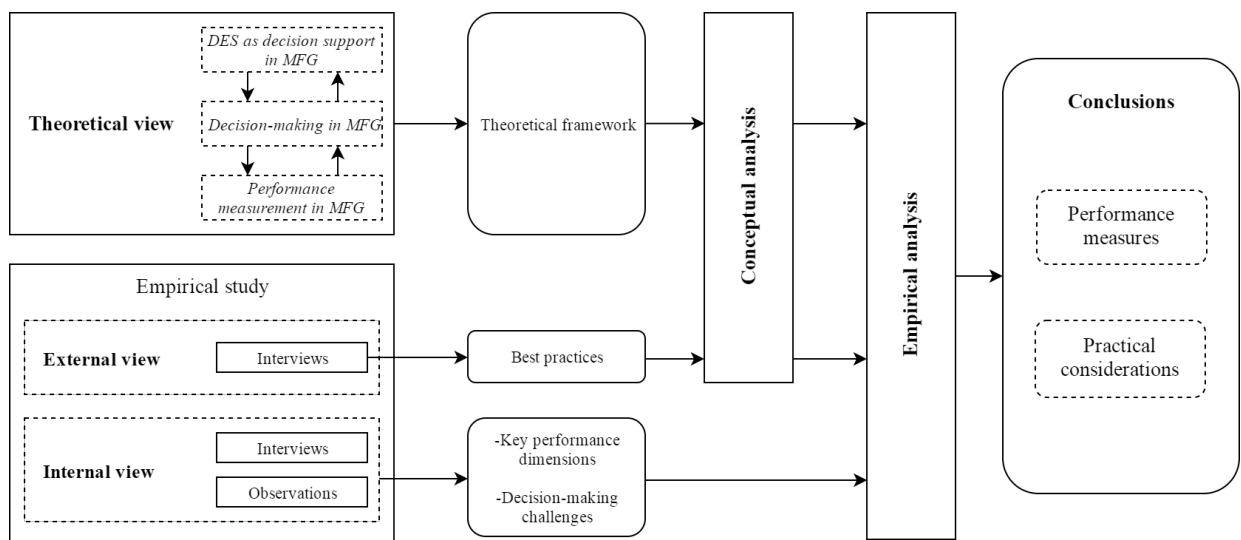 DES as decision support
in MFG
Theoretical view
Decision-making in MFG
Performance
measurement in MFG
Theoretical framework
Conceptual analysis
Empirical analysis
Conclusions
Performance
measures
Practical
considerations
Empirical study
External view
Interviews
Best practices
Internal view
Interviews
Observations
-Key performance
dimensions
-Decision-making
challenges